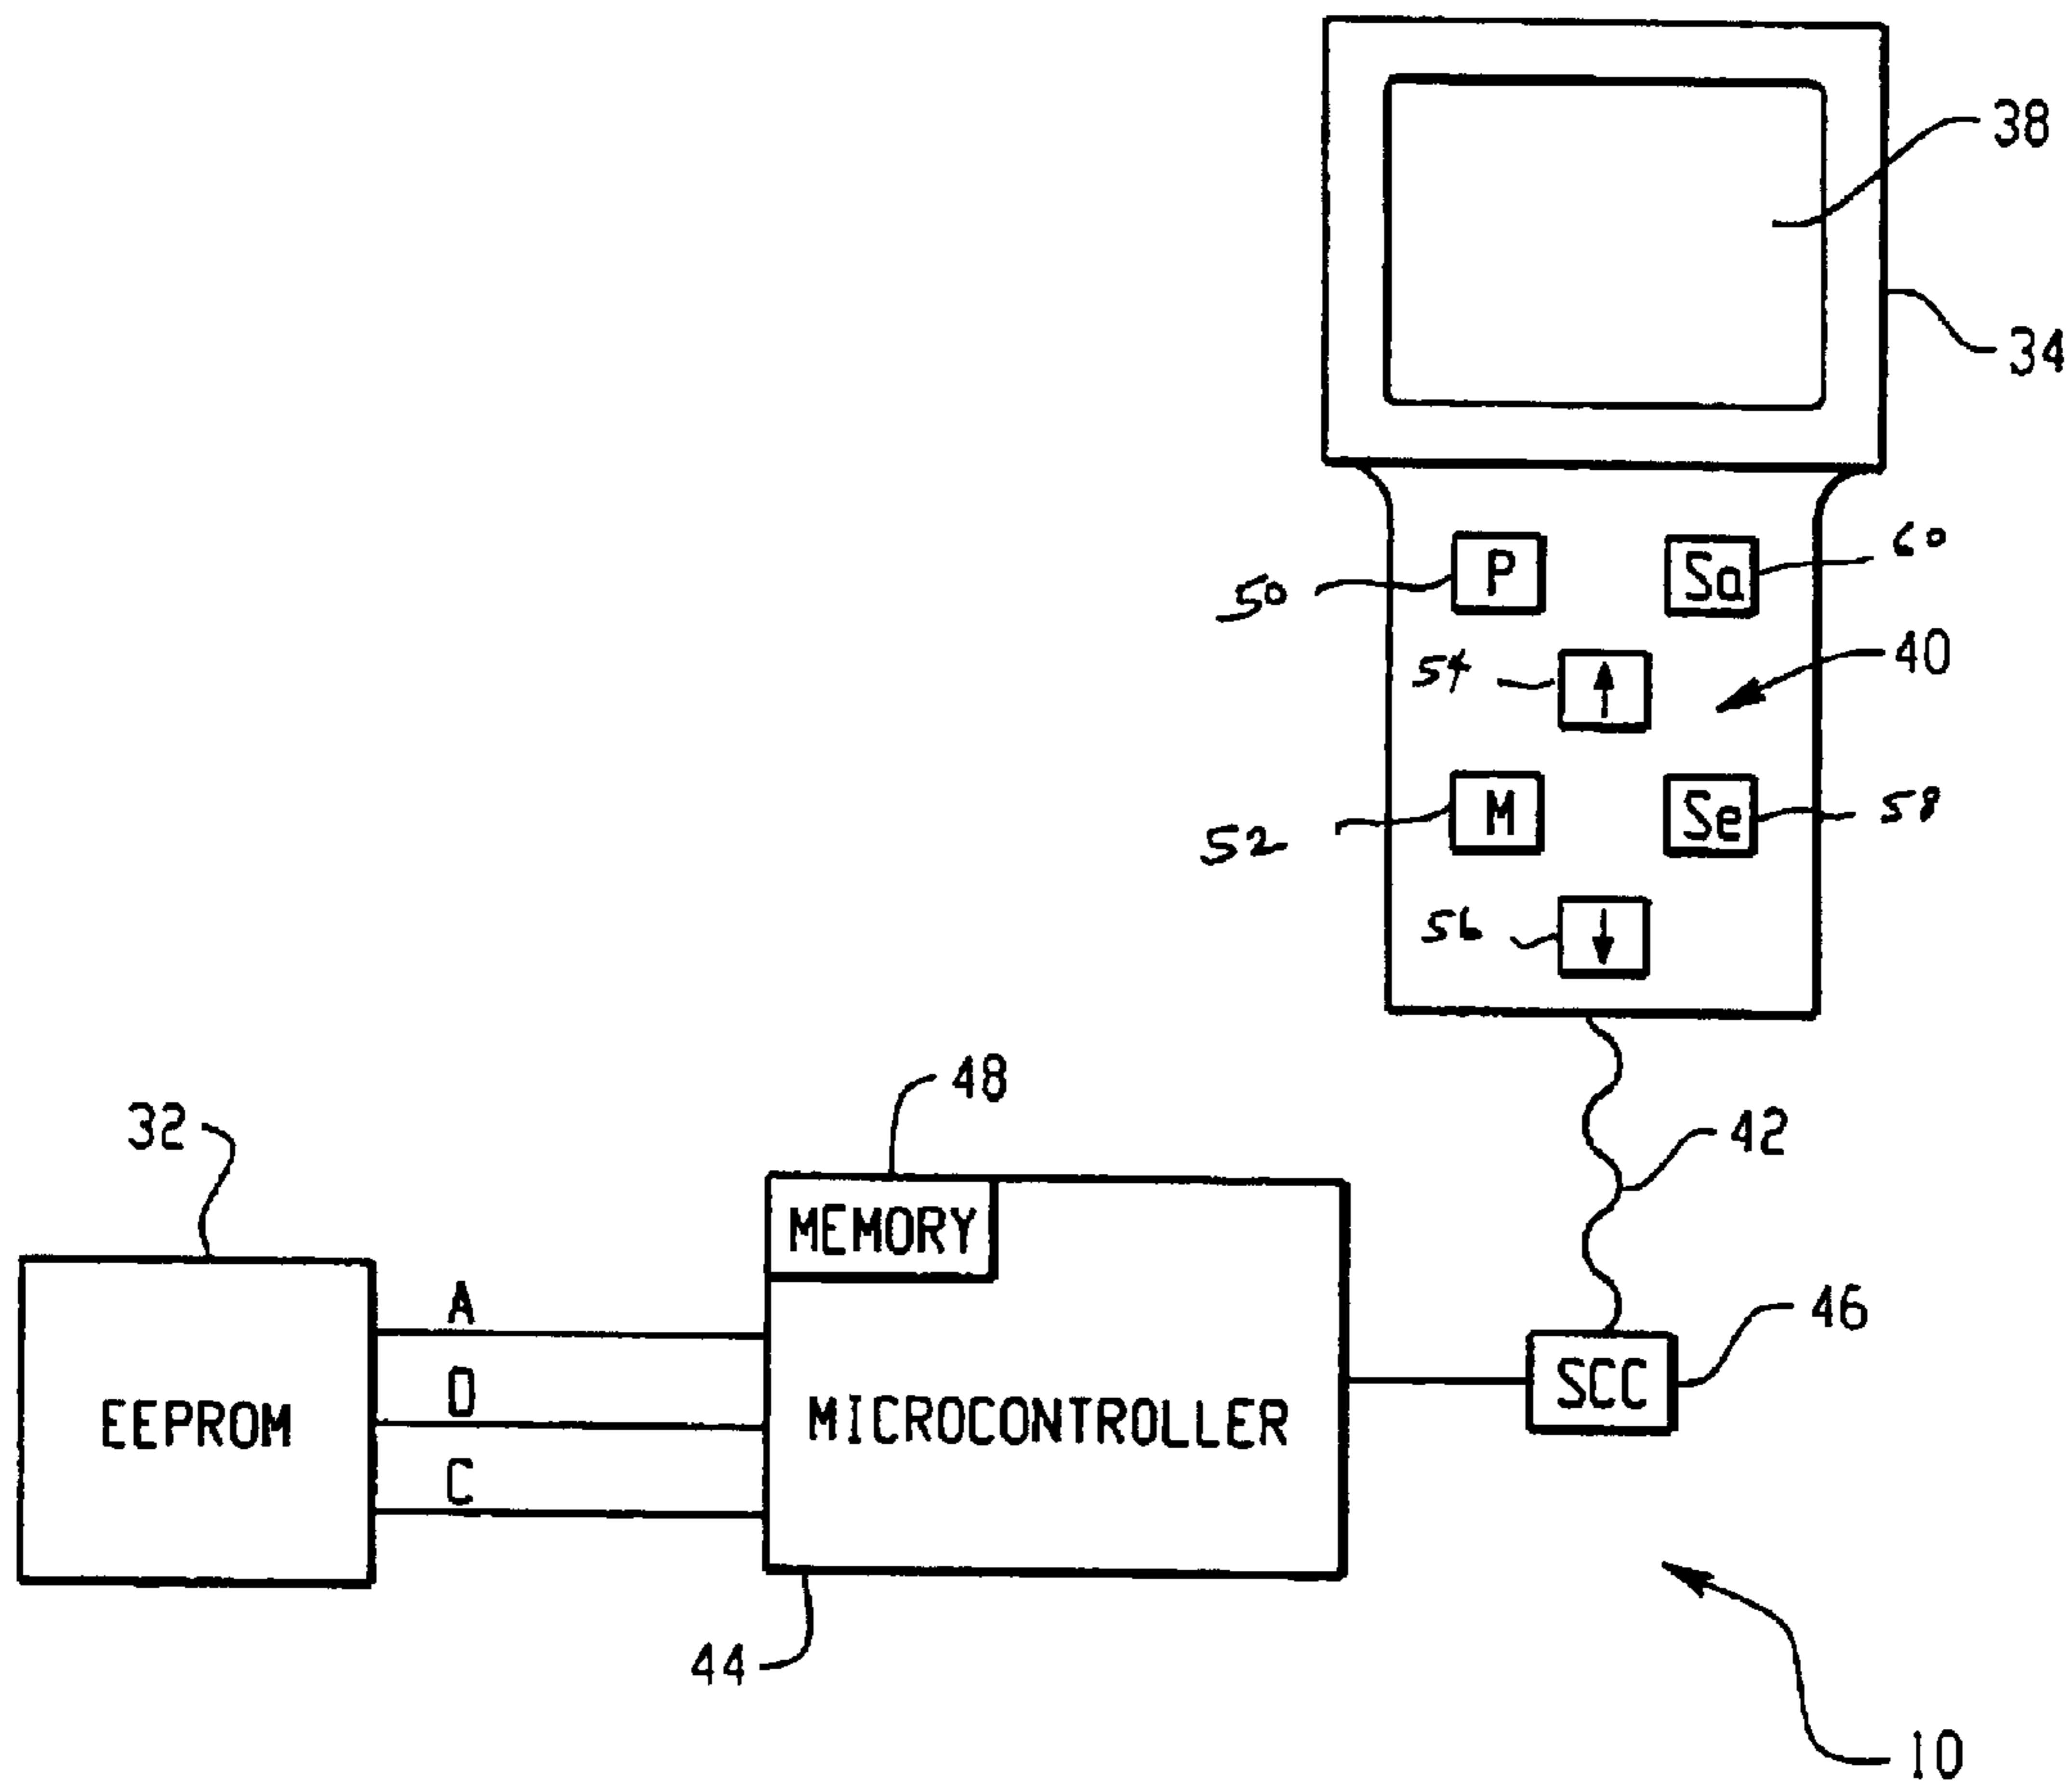 38
34
P
Sa
60
50
54
40
M
Se
58
52
56
48
32
42
MEMORY
A
46
D
SCC
EEPROM
MICROCONTROLLER
C
44
10